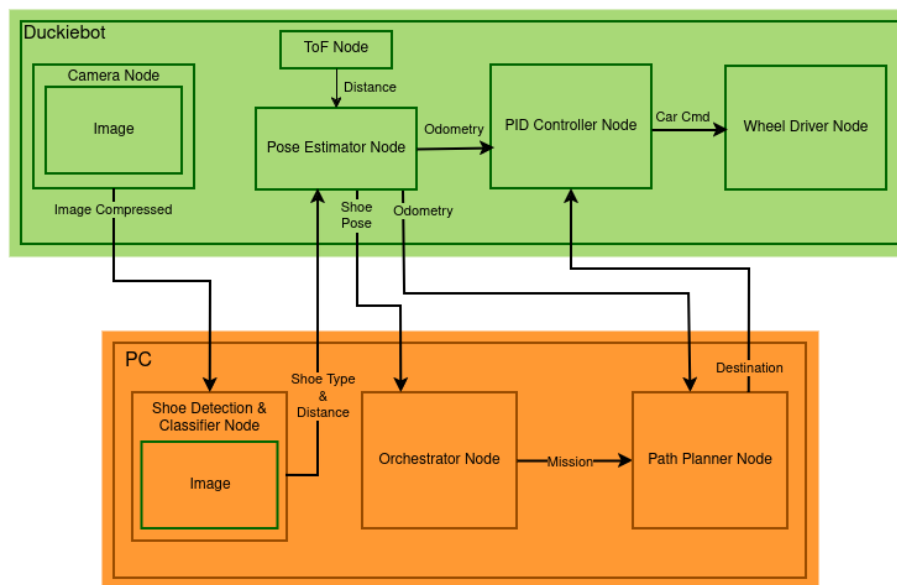 Duckiebot
ToF Node
Camera Node
Image
Distance
Pose Estimator Node
Odometry
PID Controller Node
Car Cmd
Wheel Driver Node
Image Compressed
Shoe
Pose
Odometry
PC
Shoe Type
&
Distance
Destination
Shoe Detection &
Classifier Node
Image
Orchestrator Node
Mission
Path Planner Node